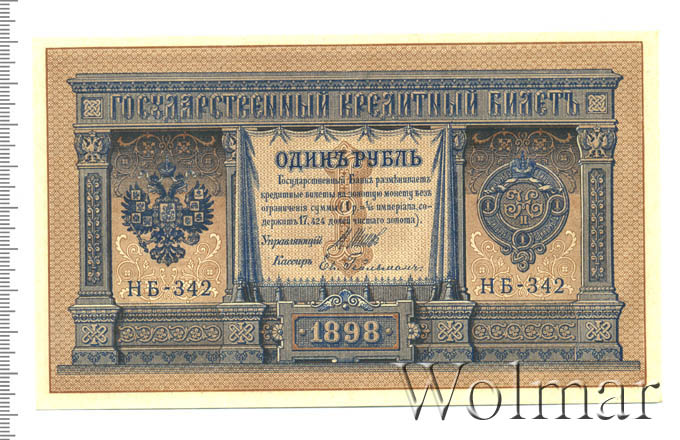 ГОСУДАРСТВЕННЫЙ КРЕДИТНЫЙ БИЛЕТЪ
ОДИНЪ РУБЛЬ
Государственный Банкъ размѣниваетъ
кредитные билеты на золотую монету безъ
ограниченія суммы (1 р.= 1/15 имперіала, со-
держитъ 17,424 долей чистаго золота).
Управляющій
Кассиръ
НБ-342
НБ-342
1898
Wolmar